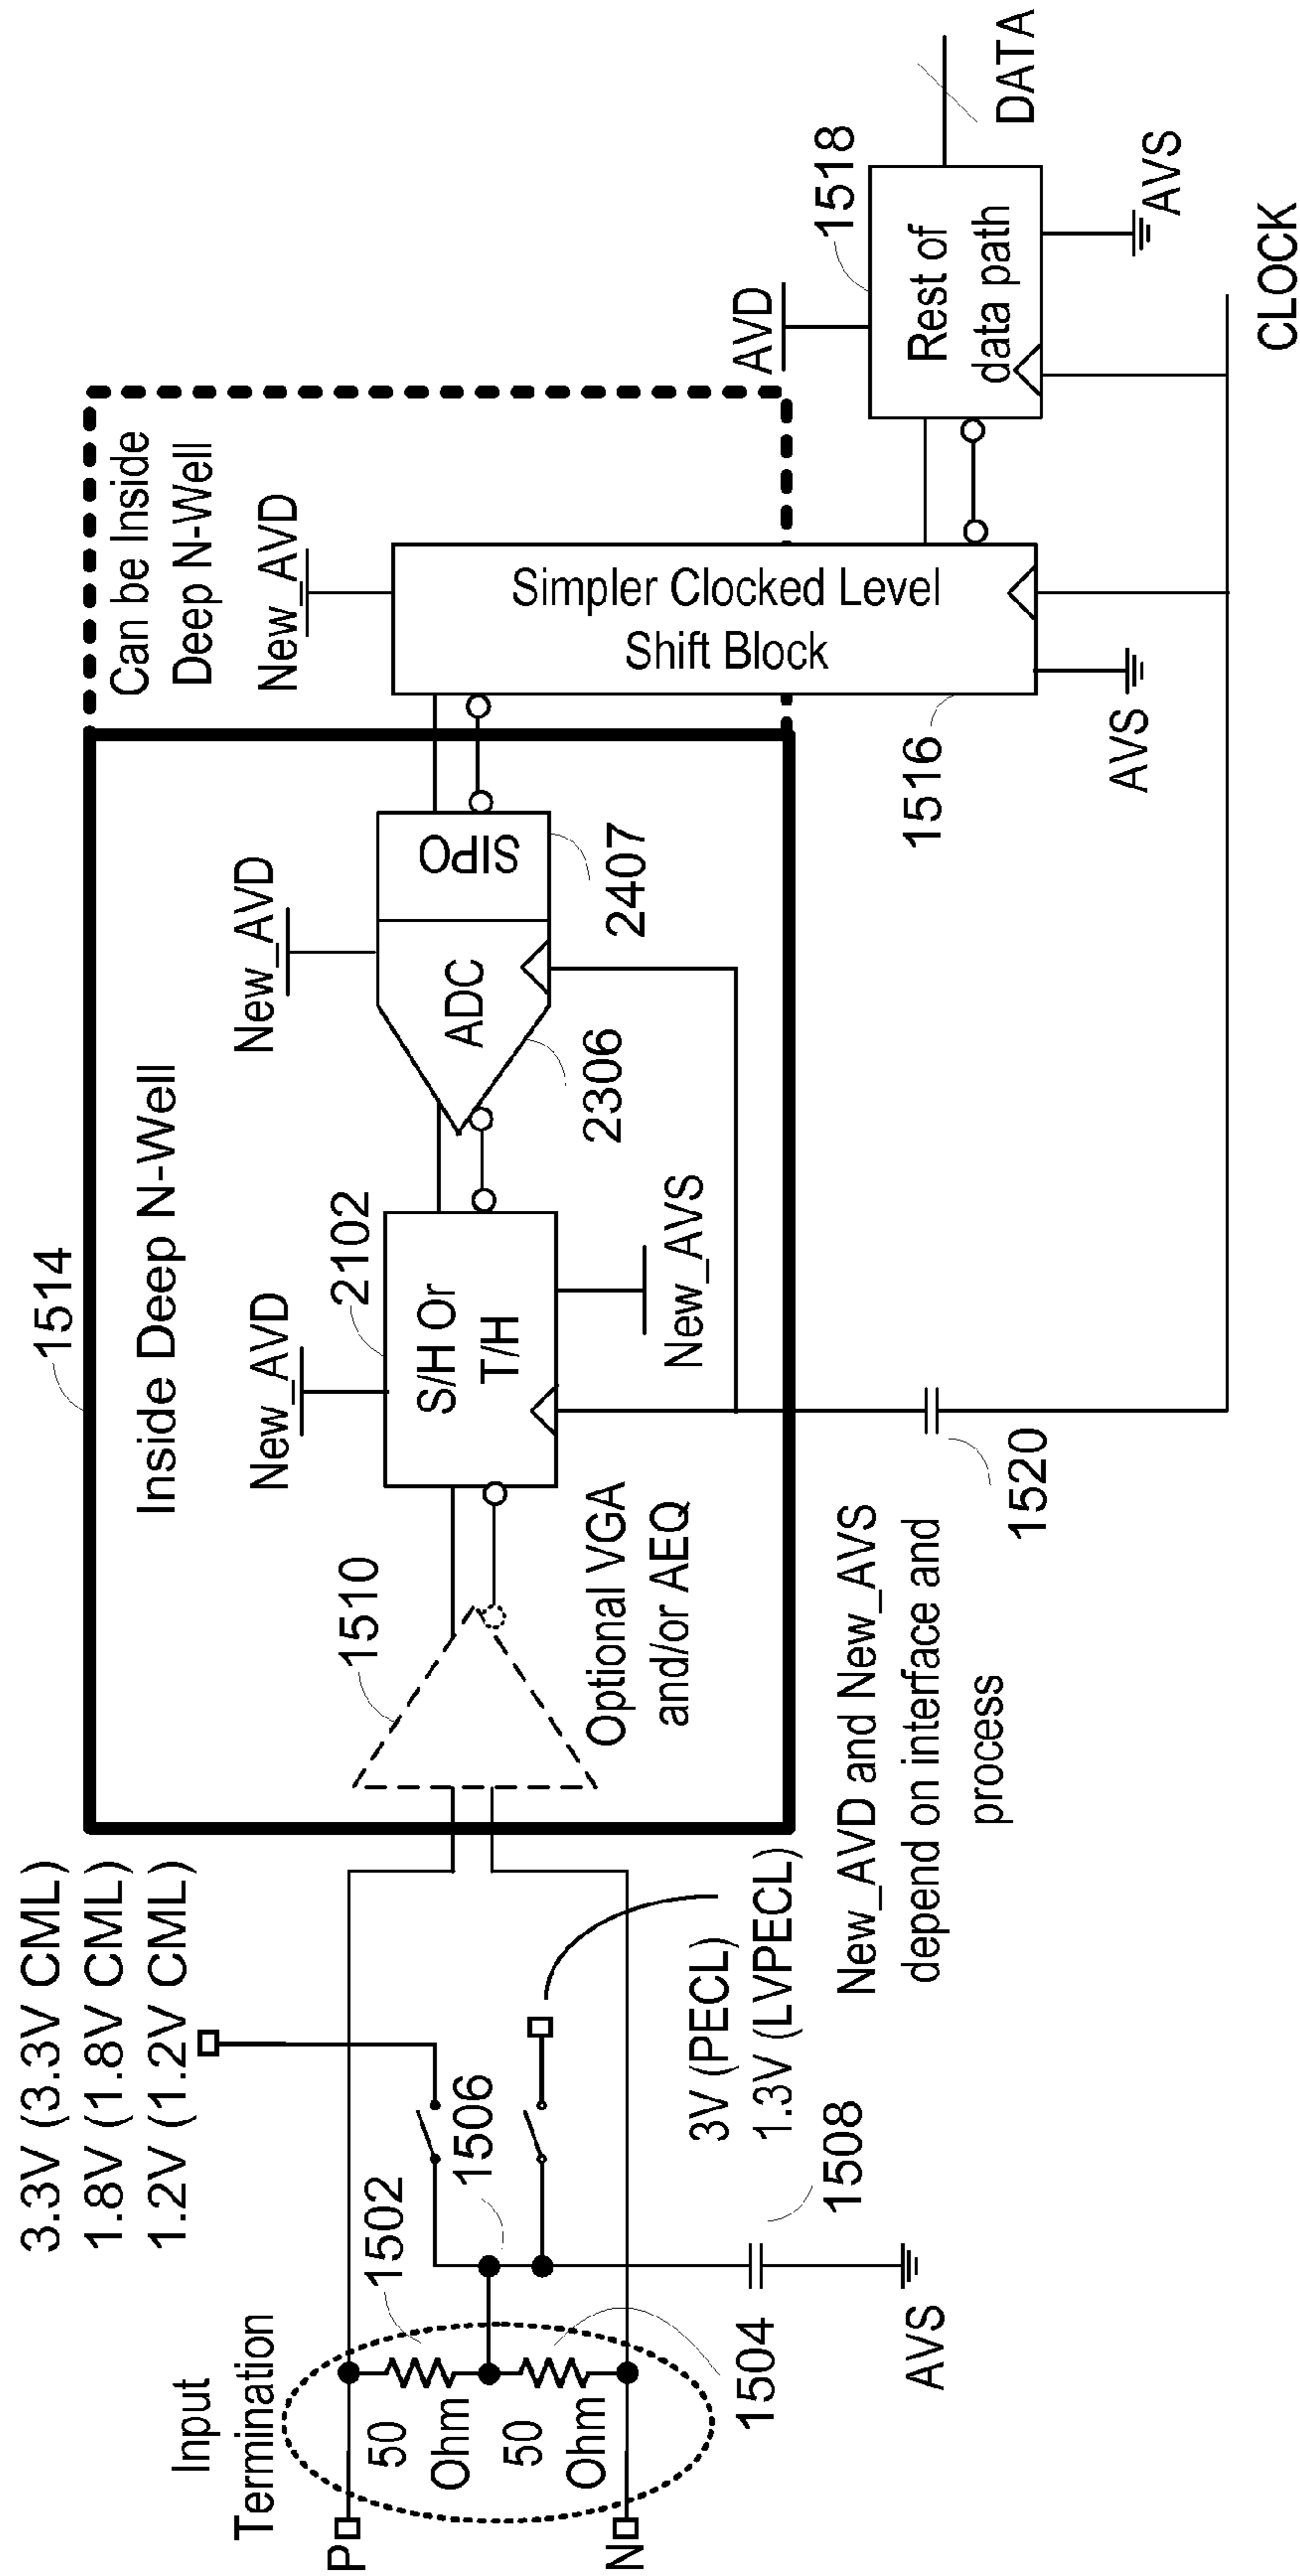 1514
Inside Deep N-Well
Can be Inside
Deep N-Well
3.3V (3.3V CML)
1.8V (1.8V CML)
1.2V (1.2V CML)
Input
Termination
P
N
50
Ohm
50
Ohm
1502
1504
1506
1508
AVS
3V (PECL)
1.3V (LVPECL)
1510
Optional VGA
and/or AEQ
New_AVD
2102
S/H Or
T/H
New_AVS
New_AVD
ADC
2306
SIPO
2407
New_AVD
Simpler Clocked Level
Shift Block
1516
AVS
AVD
1518
Rest of
data path
AVS
DATA
New_AVD and New_AVS
depend on interface and
process
1520
CLOCK